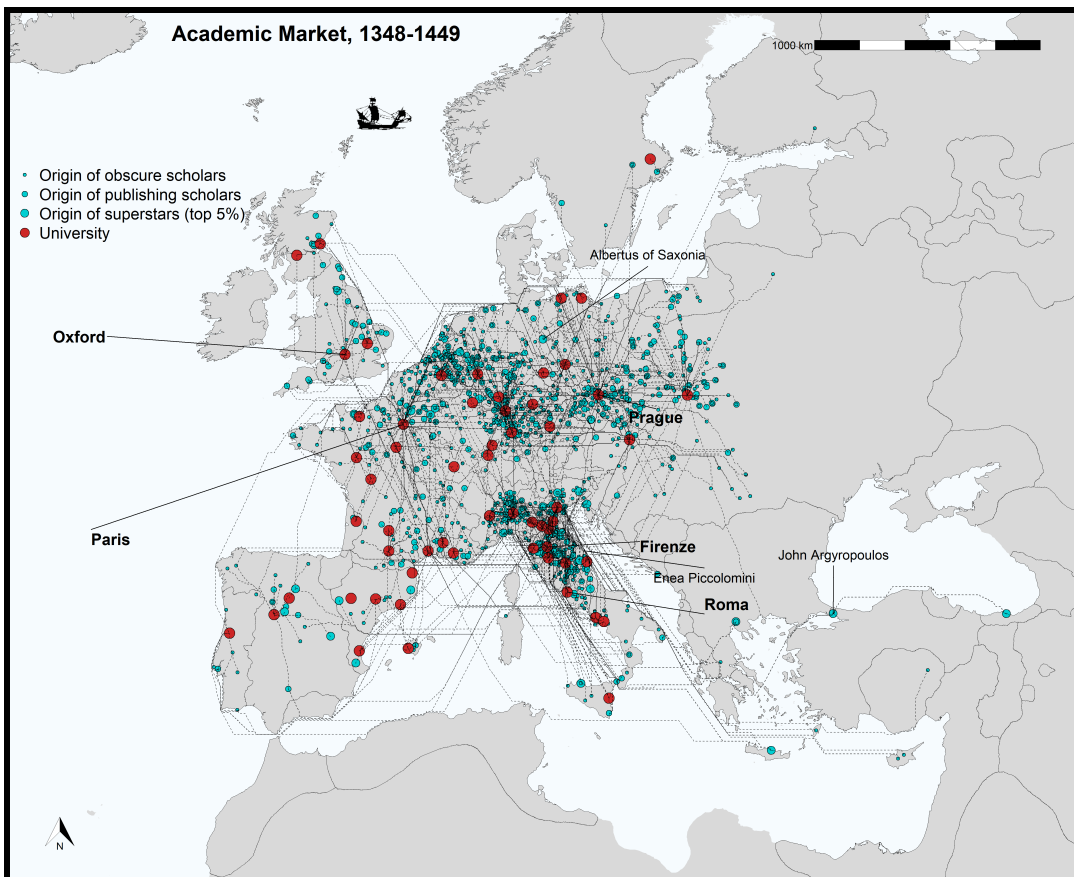 Academic Market, 1348-1449
1000 km
Origin of obscure scholars
Origin of publishing scholars
Origin of superstars (top 5%)
University
Albertus of Saxonia
Oxford
Prague
Paris
Firenze
John Argyropoulos
Enea Piccolomini
Roma
N